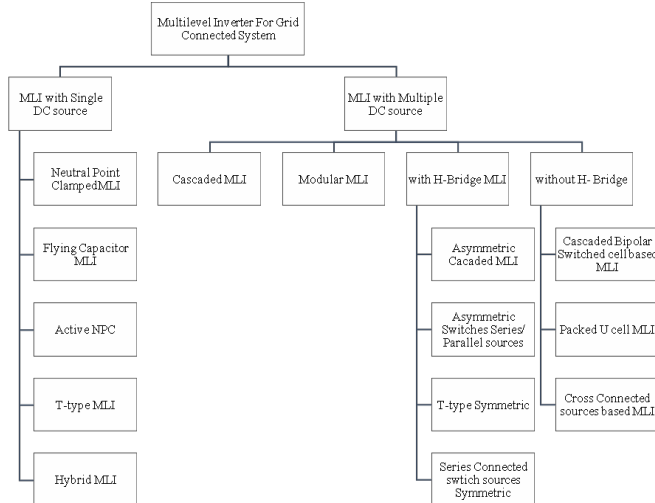 Multilevel Inverter For Grid
Connected System
MLI with Single
DC source
MLI with Multiple
DC source
Neutral Point
ClampedMLI
Flying Capacitor
MLI
Active NPC
T-type MLI
Hybrid MLI
Cascaded MLI
Modular MLI
with H-Bridge MLI
without H- Bridge
Asymmetric
Cacaded MLI
Asymmetric
Switches Series/
Parallel sources
T-type Symmetric
Series Connected
swtich sources
Symmetric
Cascaded Bipolar
Switched cell based
MLI
Packed U cell MLI
Cross Connected
sources based MLI